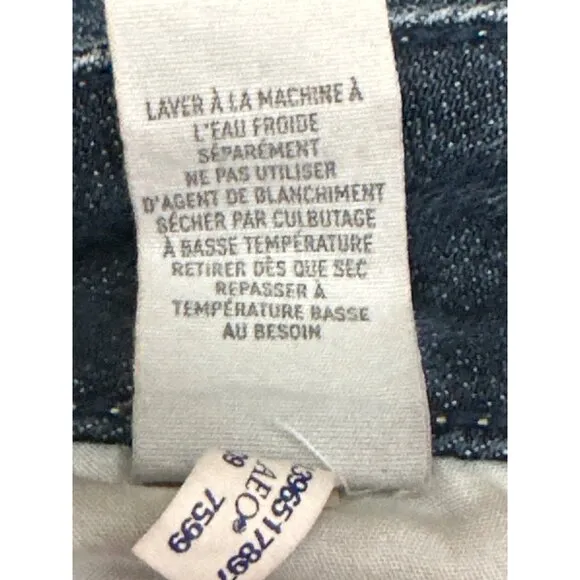 LAVER À LA MACHINE À
L'EAU FROIDE
SÉPARÉMENT
NE PAS UTILISER
D'AGENT DE BLANCHIMENT
SÉCHER PAR CULBUTAGE
À BASSE TEMPÉRATURE
RETIRER DÈS QUE SEC
REPASSER À
TEMPÉRATURE BASSE
AU BESOIN
AEO®
7599